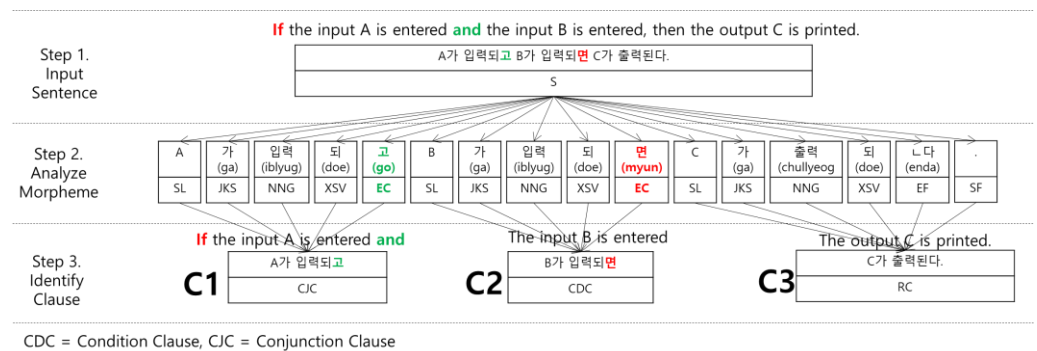 If the input A is entered and the input B is entered, then the output C is printed.
Step 1.
Input
Sentence
A가 입력되고 B가 입력되면 C가 출력된다.
S
Step 2.
Analyze
Morpheme
A 가 입력 되 고 B 가 입력 되 면 C 가 출력 되 ㄴ다 .
(ga) (iblyug) (doe) (go) (ga) (iblyug) (doe) (myun) (ga) (chullyeog (doe) (enda)
SL JKS NNG XSV EC SL JKS NNG XSV EC SL JKS NNG XSV EF SF
Step 3.
Identify
Clause
If the input A is entered and
C1
A가 입력되고
CJC
The input B is entered
C2
B가 입력되면
CDC
The output C is printed.
C3
C가 출력된다.
RC
CDC = Condition Clause, CJC = Conjunction Clause